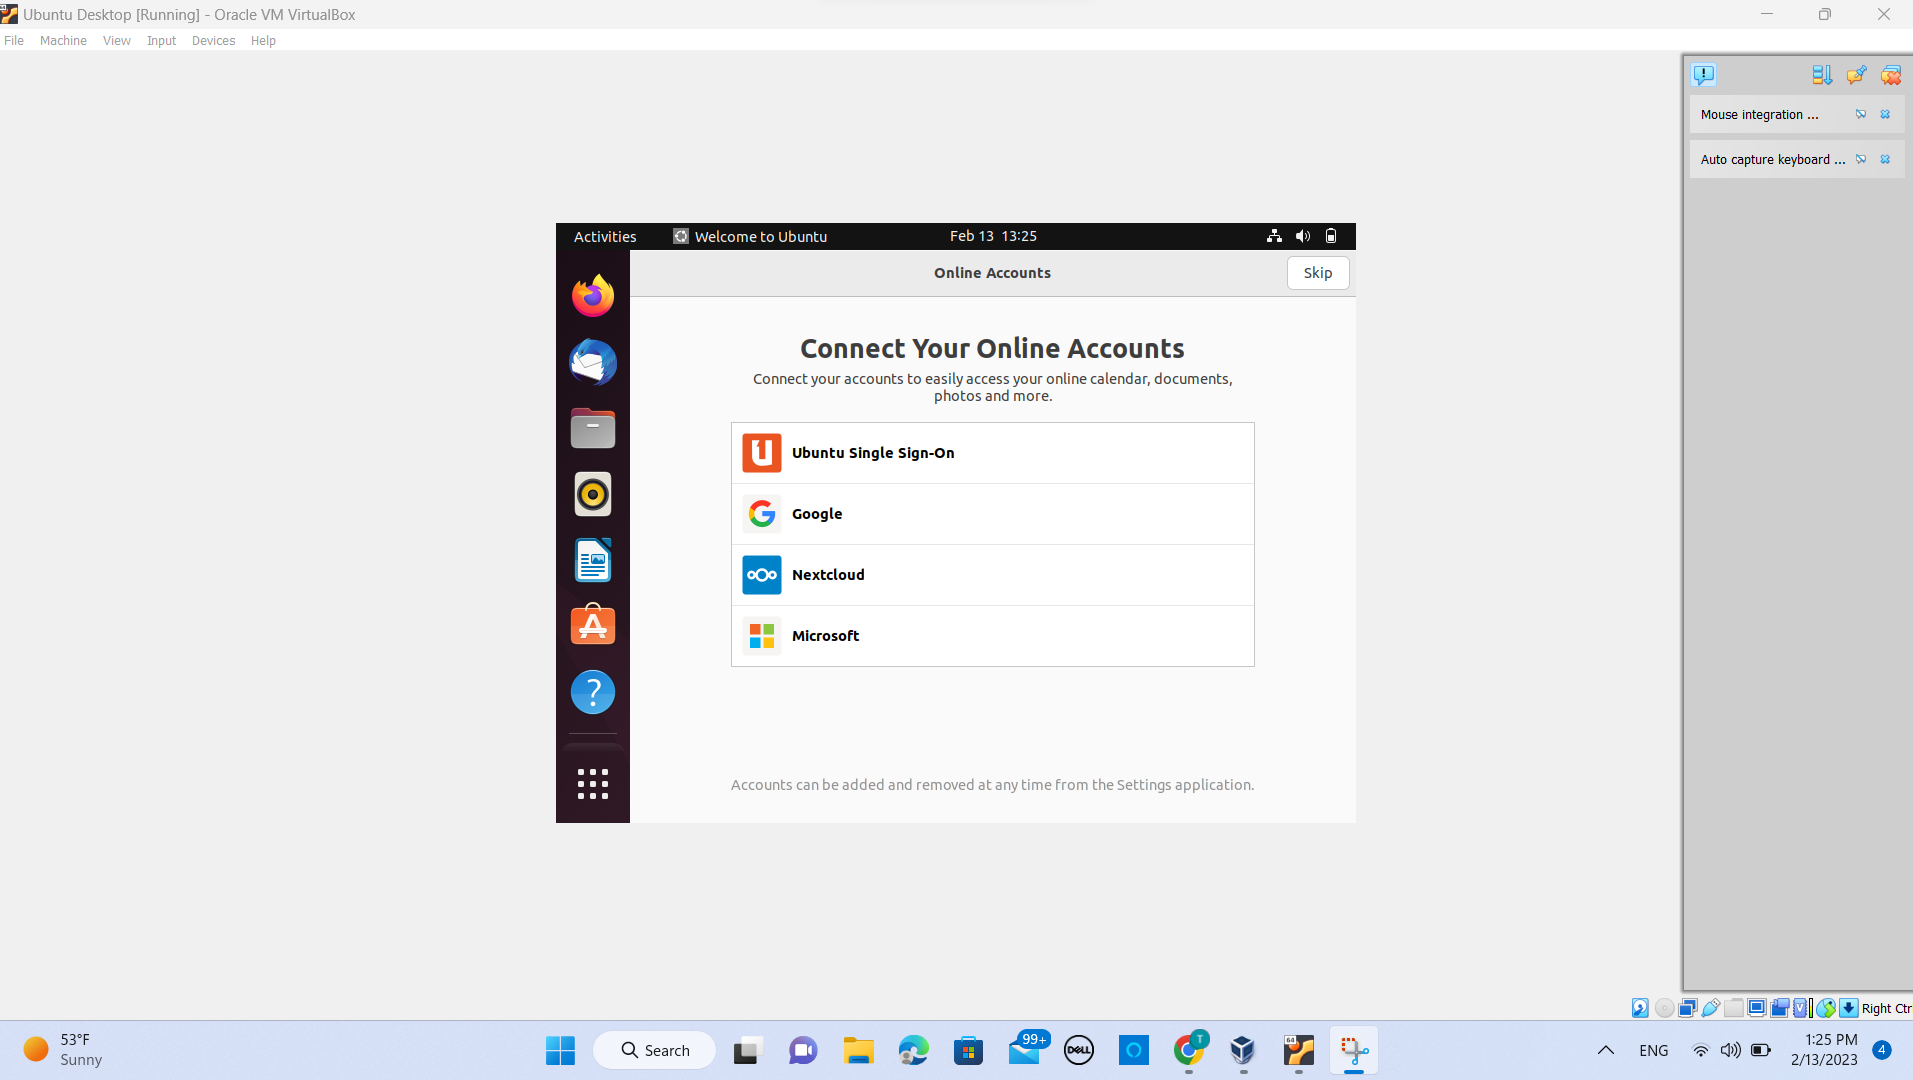 Ubuntu Desktop [Running] - Oracle VM VirtualBox
File Machine View Input Devices Help
Mouse integration ...
Auto capture keyboard ...
Activities Welcome to Ubuntu Feb 13 13:25
Online Accounts Skip
Connect Your Online Accounts
Connect your accounts to easily access your online calendar, documents,
photos and more.
Ubuntu Single Sign-On
Google
Nextcloud
Microsoft
Accounts can be added and removed at any time from the Settings application.
Right Ctr
53°F
Sunny
Search
99+
DELL
T
64
ENG
1:25 PM
2/13/2023
4